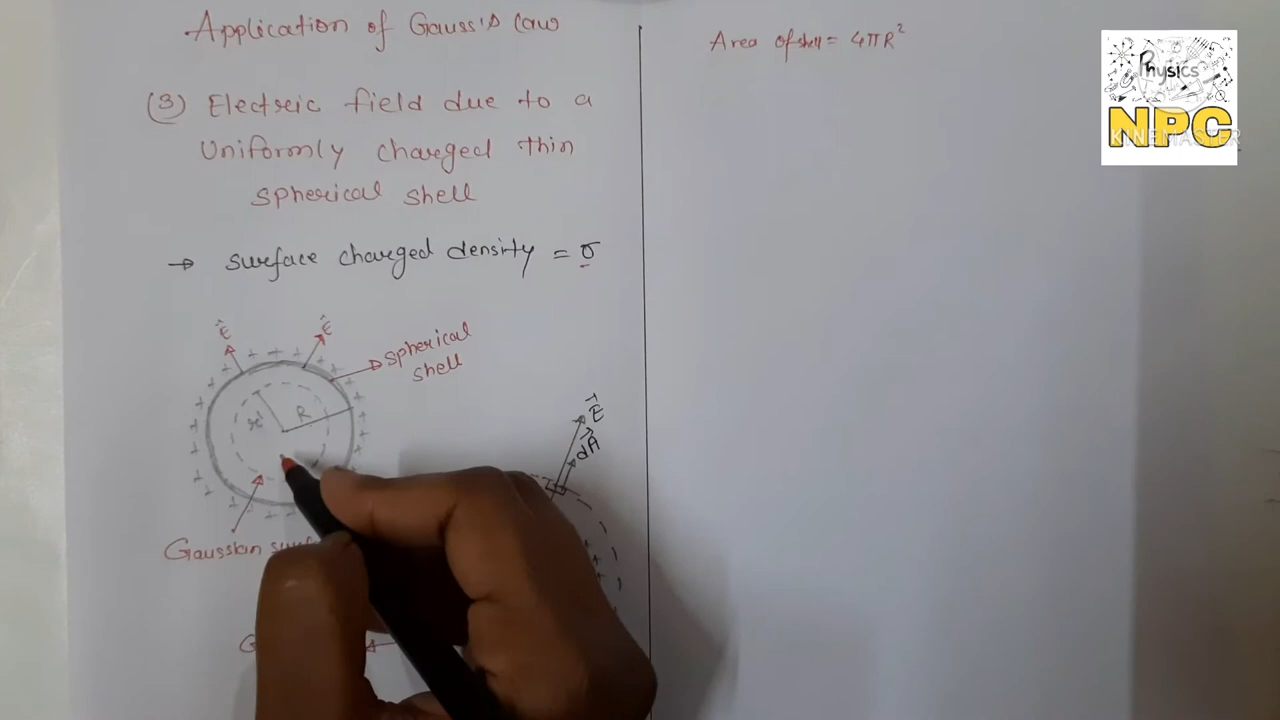 Application of Gauss's law
(3) Electric field due to a
Uniformly charged thin
spherical shell
→ surface charged density = σ
Ê Ê
spherical
shell
R
r'
E⃗
dA⃗
Gaussian
Area of shell = 4πR²
Physics
NPC
KINEMASTER